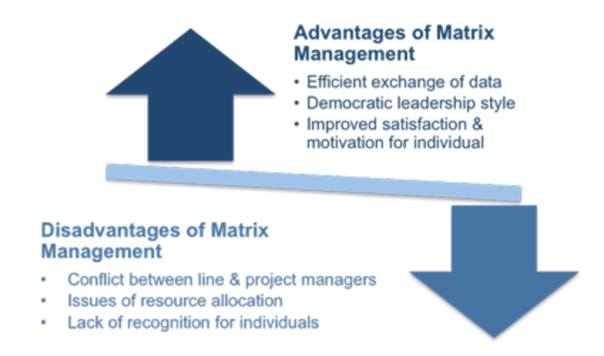 Advantages of Matrix
Management
• Efficient exchange of data
• Democratic leadership style
• Improved satisfaction &
motivation for individual
Disadvantages of Matrix
Management
• Conflict between line & project managers
• Issues of resource allocation
• Lack of recognition for individuals